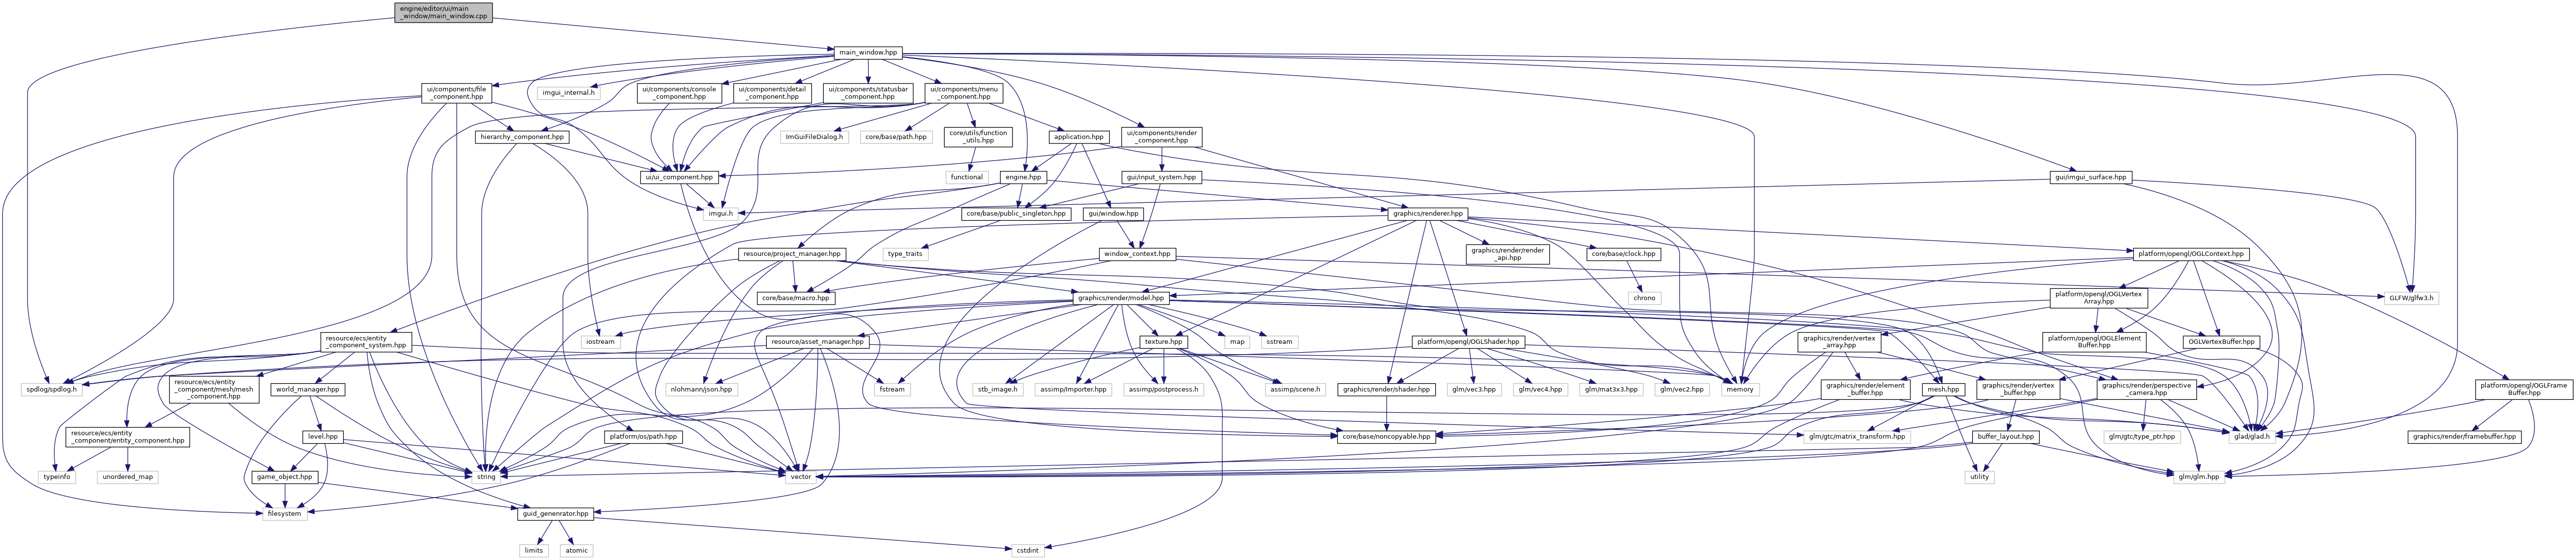 engine/editor/ui/main
_window/main_window.cpp
main_window.hpp
ui/components/file
_component.hpp
imgui_internal.h
ui/components/console
_component.hpp
ui/components/detail
_component.hpp
ui/components/statusbar
_component.hpp
ui/components/menu
_component.hpp
hierarchy_component.hpp
ImGuiFileDialog.h
core/base/path.hpp
core/utils/function
_utils.hpp
application.hpp
ui/components/render
_component.hpp
ui/ui_component.hpp
functional
engine.hpp
gui/input_system.hpp
gui/imgui_surface.hpp
imgui.h
core/base/public_singleton.hpp
gui/window.hpp
graphics/renderer.hpp
resource/project_manager.hpp
type_traits
window_context.hpp
graphics/render/render
_api.hpp
core/base/clock.hpp
platform/opengl/OGLContext.hpp
core/base/macro.hpp
graphics/render/model.hpp
chrono
platform/opengl/OGLVertex
Array.hpp
GLFW/glfw3.h
resource/ecs/entity
_component_system.hpp
iostream
resource/asset_manager.hpp
texture.hpp
map
sstream
platform/opengl/OGLShader.hpp
graphics/render/vertex
_array.hpp
platform/opengl/OGLElement
Buffer.hpp
OGLVertexBuffer.hpp
spdlog/spdlog.h
resource/ecs/entity
_component/mesh/mesh
_component.hpp
world_manager.hpp
nlohmann/json.hpp
fstream
stb_image.h
assimp/Importer.hpp
assimp/postprocess.h
assimp/scene.h
graphics/render/shader.hpp
glm/vec3.hpp
glm/vec4.hpp
glm/mat3x3.hpp
glm/vec2.hpp
memory
graphics/render/element
_buffer.hpp
mesh.hpp
graphics/render/vertex
_buffer.hpp
graphics/render/perspective
_camera.hpp
platform/opengl/OGLFrame
Buffer.hpp
resource/ecs/entity
_component/entity_component.hpp
level.hpp
platform/os/path.hpp
core/base/noncopyable.hpp
glm/gtc/matrix_transform.hpp
buffer_layout.hpp
glm/gtc/type_ptr.hpp
glad/glad.h
graphics/render/framebuffer.hpp
typeinfo
unordered_map
game_object.hpp
string
vector
utility
glm/glm.hpp
filesystem
guid_genenrator.hpp
limits
atomic
cstdint